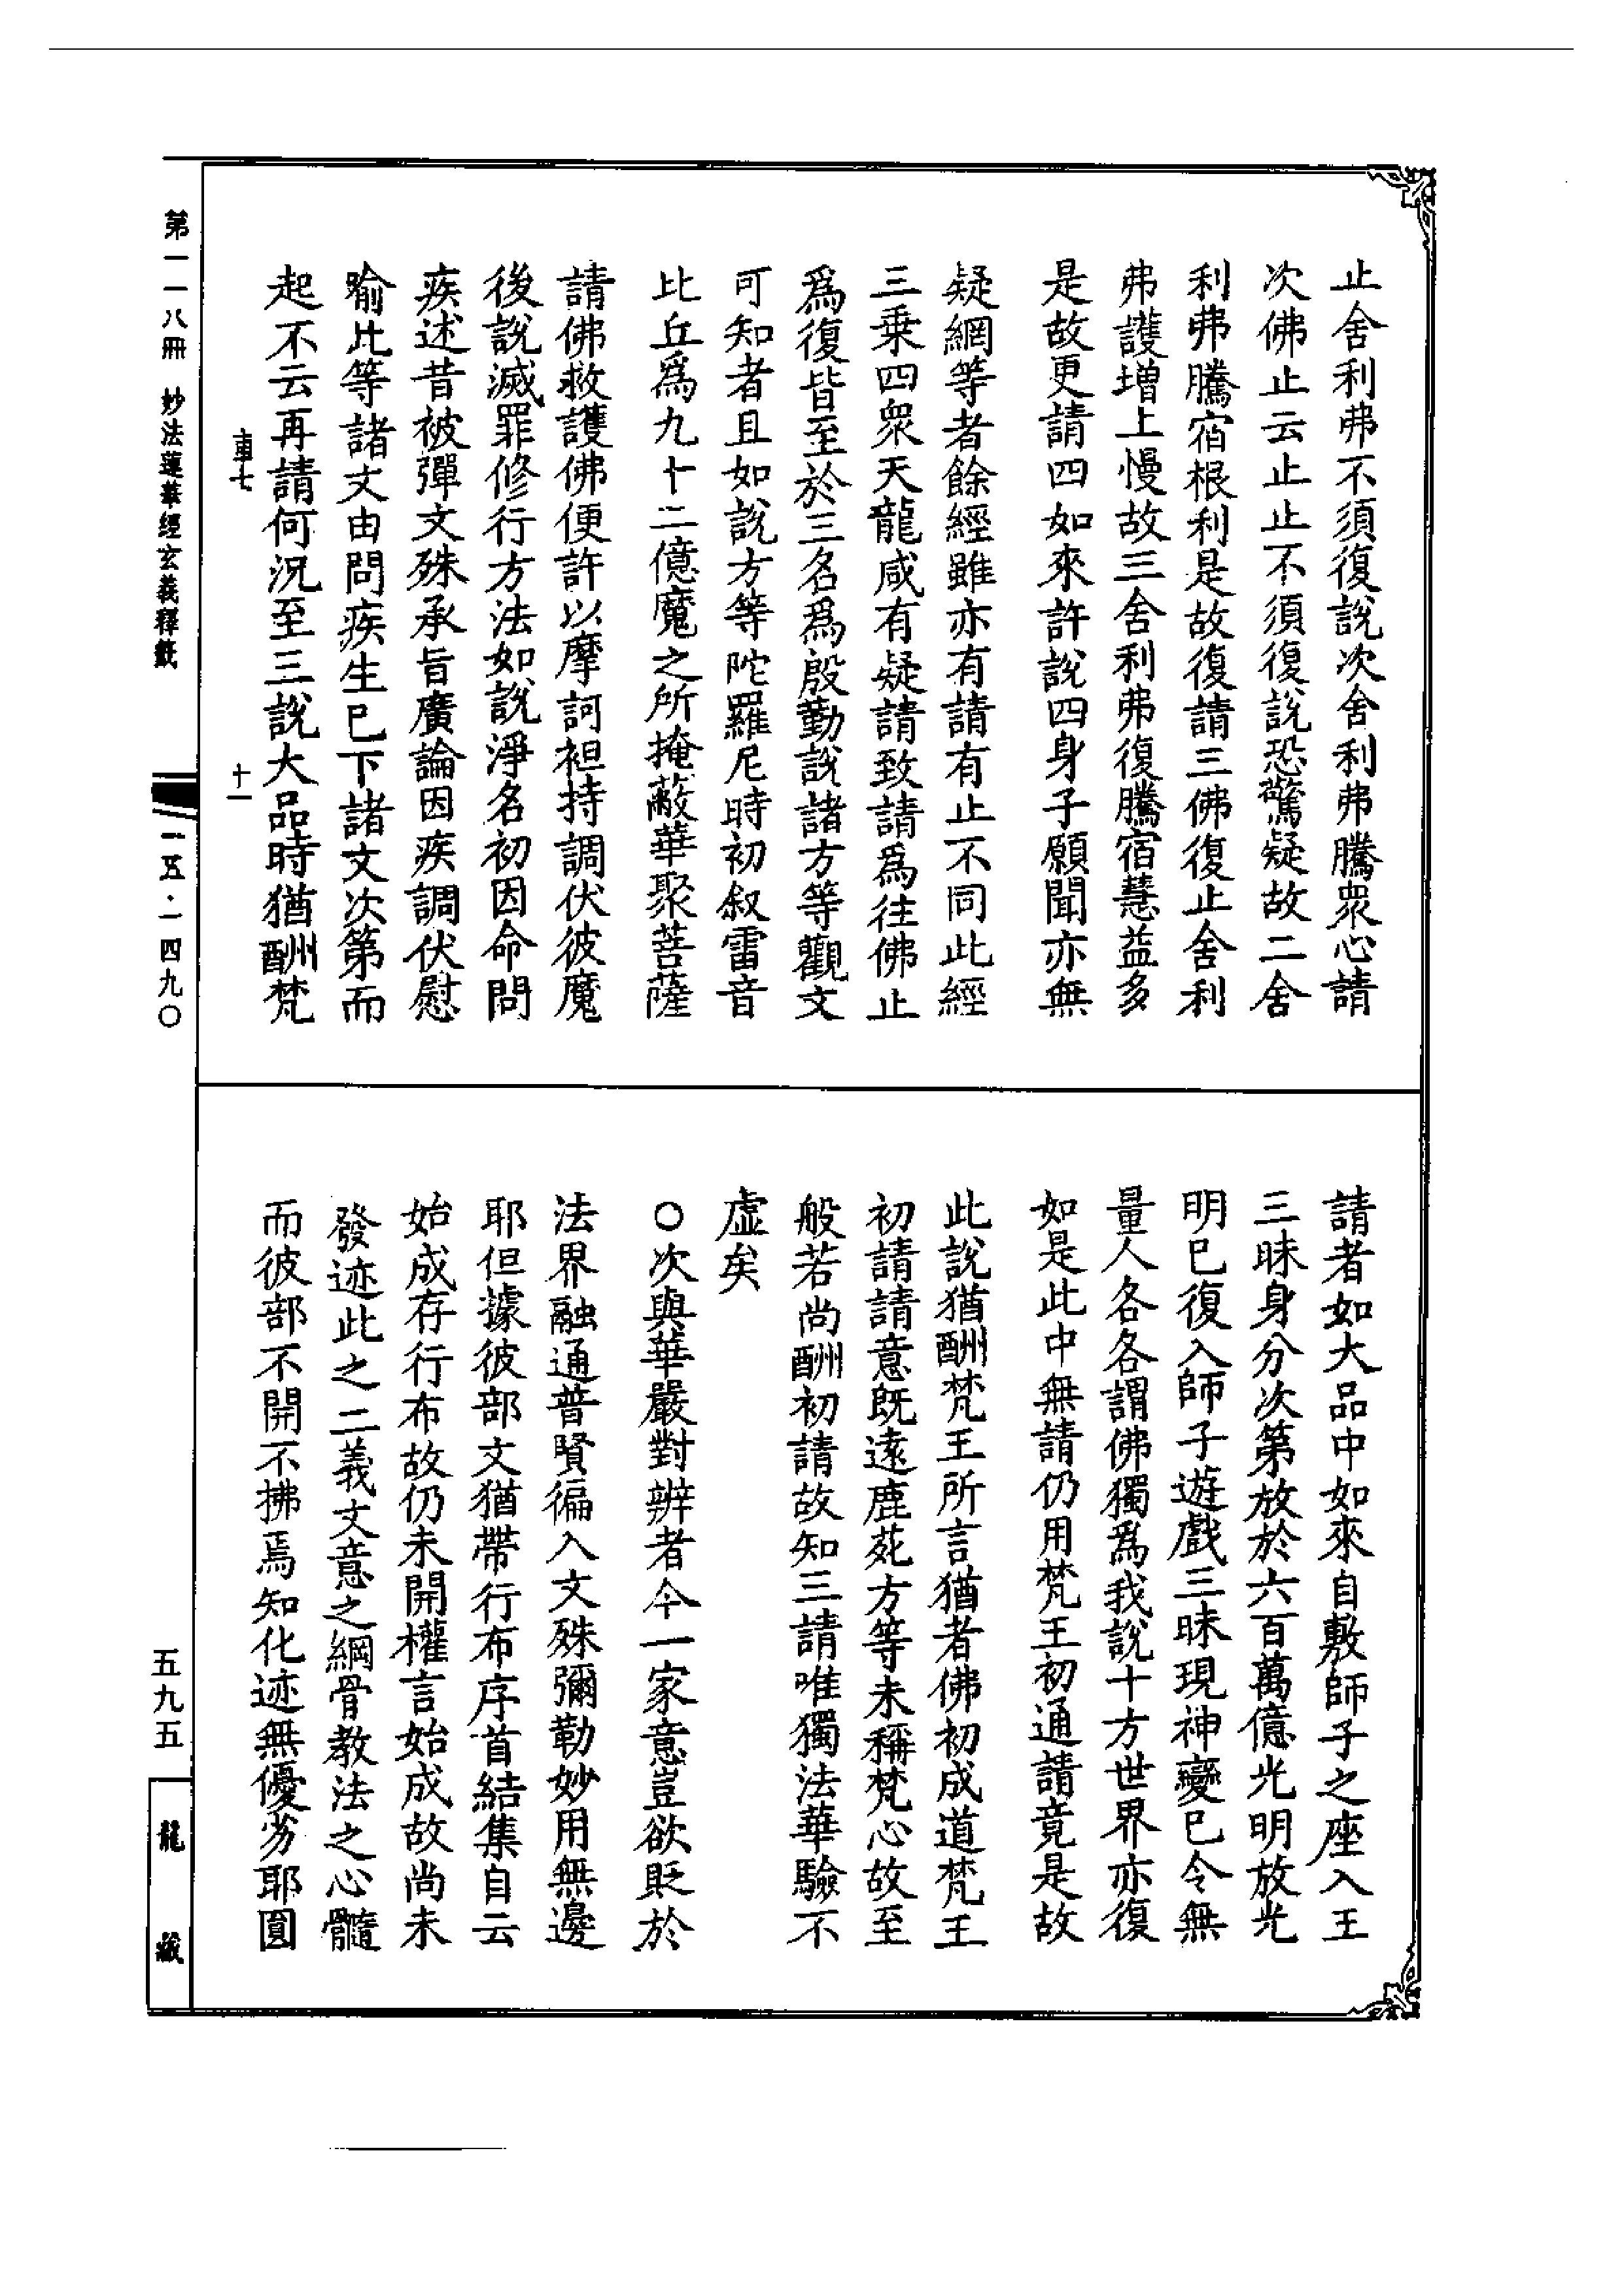 止舍利弗不須復說次舍利弗騰眾心請
次佛止云止止不須復說恐驚疑故二舍
利弗騰宿根利是故復請三佛復止舍利
弗護增上慢故三舍利弗復騰宿慧益多
是故更請四如來許說四身子願聞亦無
疑網等者餘經雖亦有請有止不同此經
三乘四眾天龍咸有疑請致請為往佛止
為復皆至於三名為殷勤說諸方等觀文
可知者且如說方等陀羅尼時初叙雷音
比丘為九十二億魔之所掩蔽華聚菩薩
請佛救護佛便許以摩訶袒持調伏彼魔
後說滅罪修行方法如說淨名初因命問
疾述昔被彈文殊承旨廣論因疾調伏慰
喻此等諸文由問疾生已下諸文次第而
起不云再請何況至三說大品時猶酬梵
車七
十一
請者如大品中如來自敷師子之座入王
三昧身分次第放於六百萬億光明放光
明已復入師子遊戲三昧現神變已令無
量人各各謂佛獨為我說十方世界亦復
如是此中無請仍用梵王初通請竟是故
此說猶酬梵王所言猶者佛初成道梵王
初請請意既遠鹿苑方等未稱梵心故至
般若尚酬初請故知三請唯獨法華驗不
虛矣
○次與華嚴對辨者今一家意豈欲貶於
法界融通普賢徧入文殊彌勒妙用無邊
耶但據彼部文猶帶行布序首結集自云
始成存行布故仍未開權言始成故尚未
發迹此之二義文意之綱骨教法之心髓
而彼部不開不拂焉知化迹無優劣耶圓
第一一八冊 妙法蓮華經玄義釋籤
一五·一四九〇
五九五
龍藏